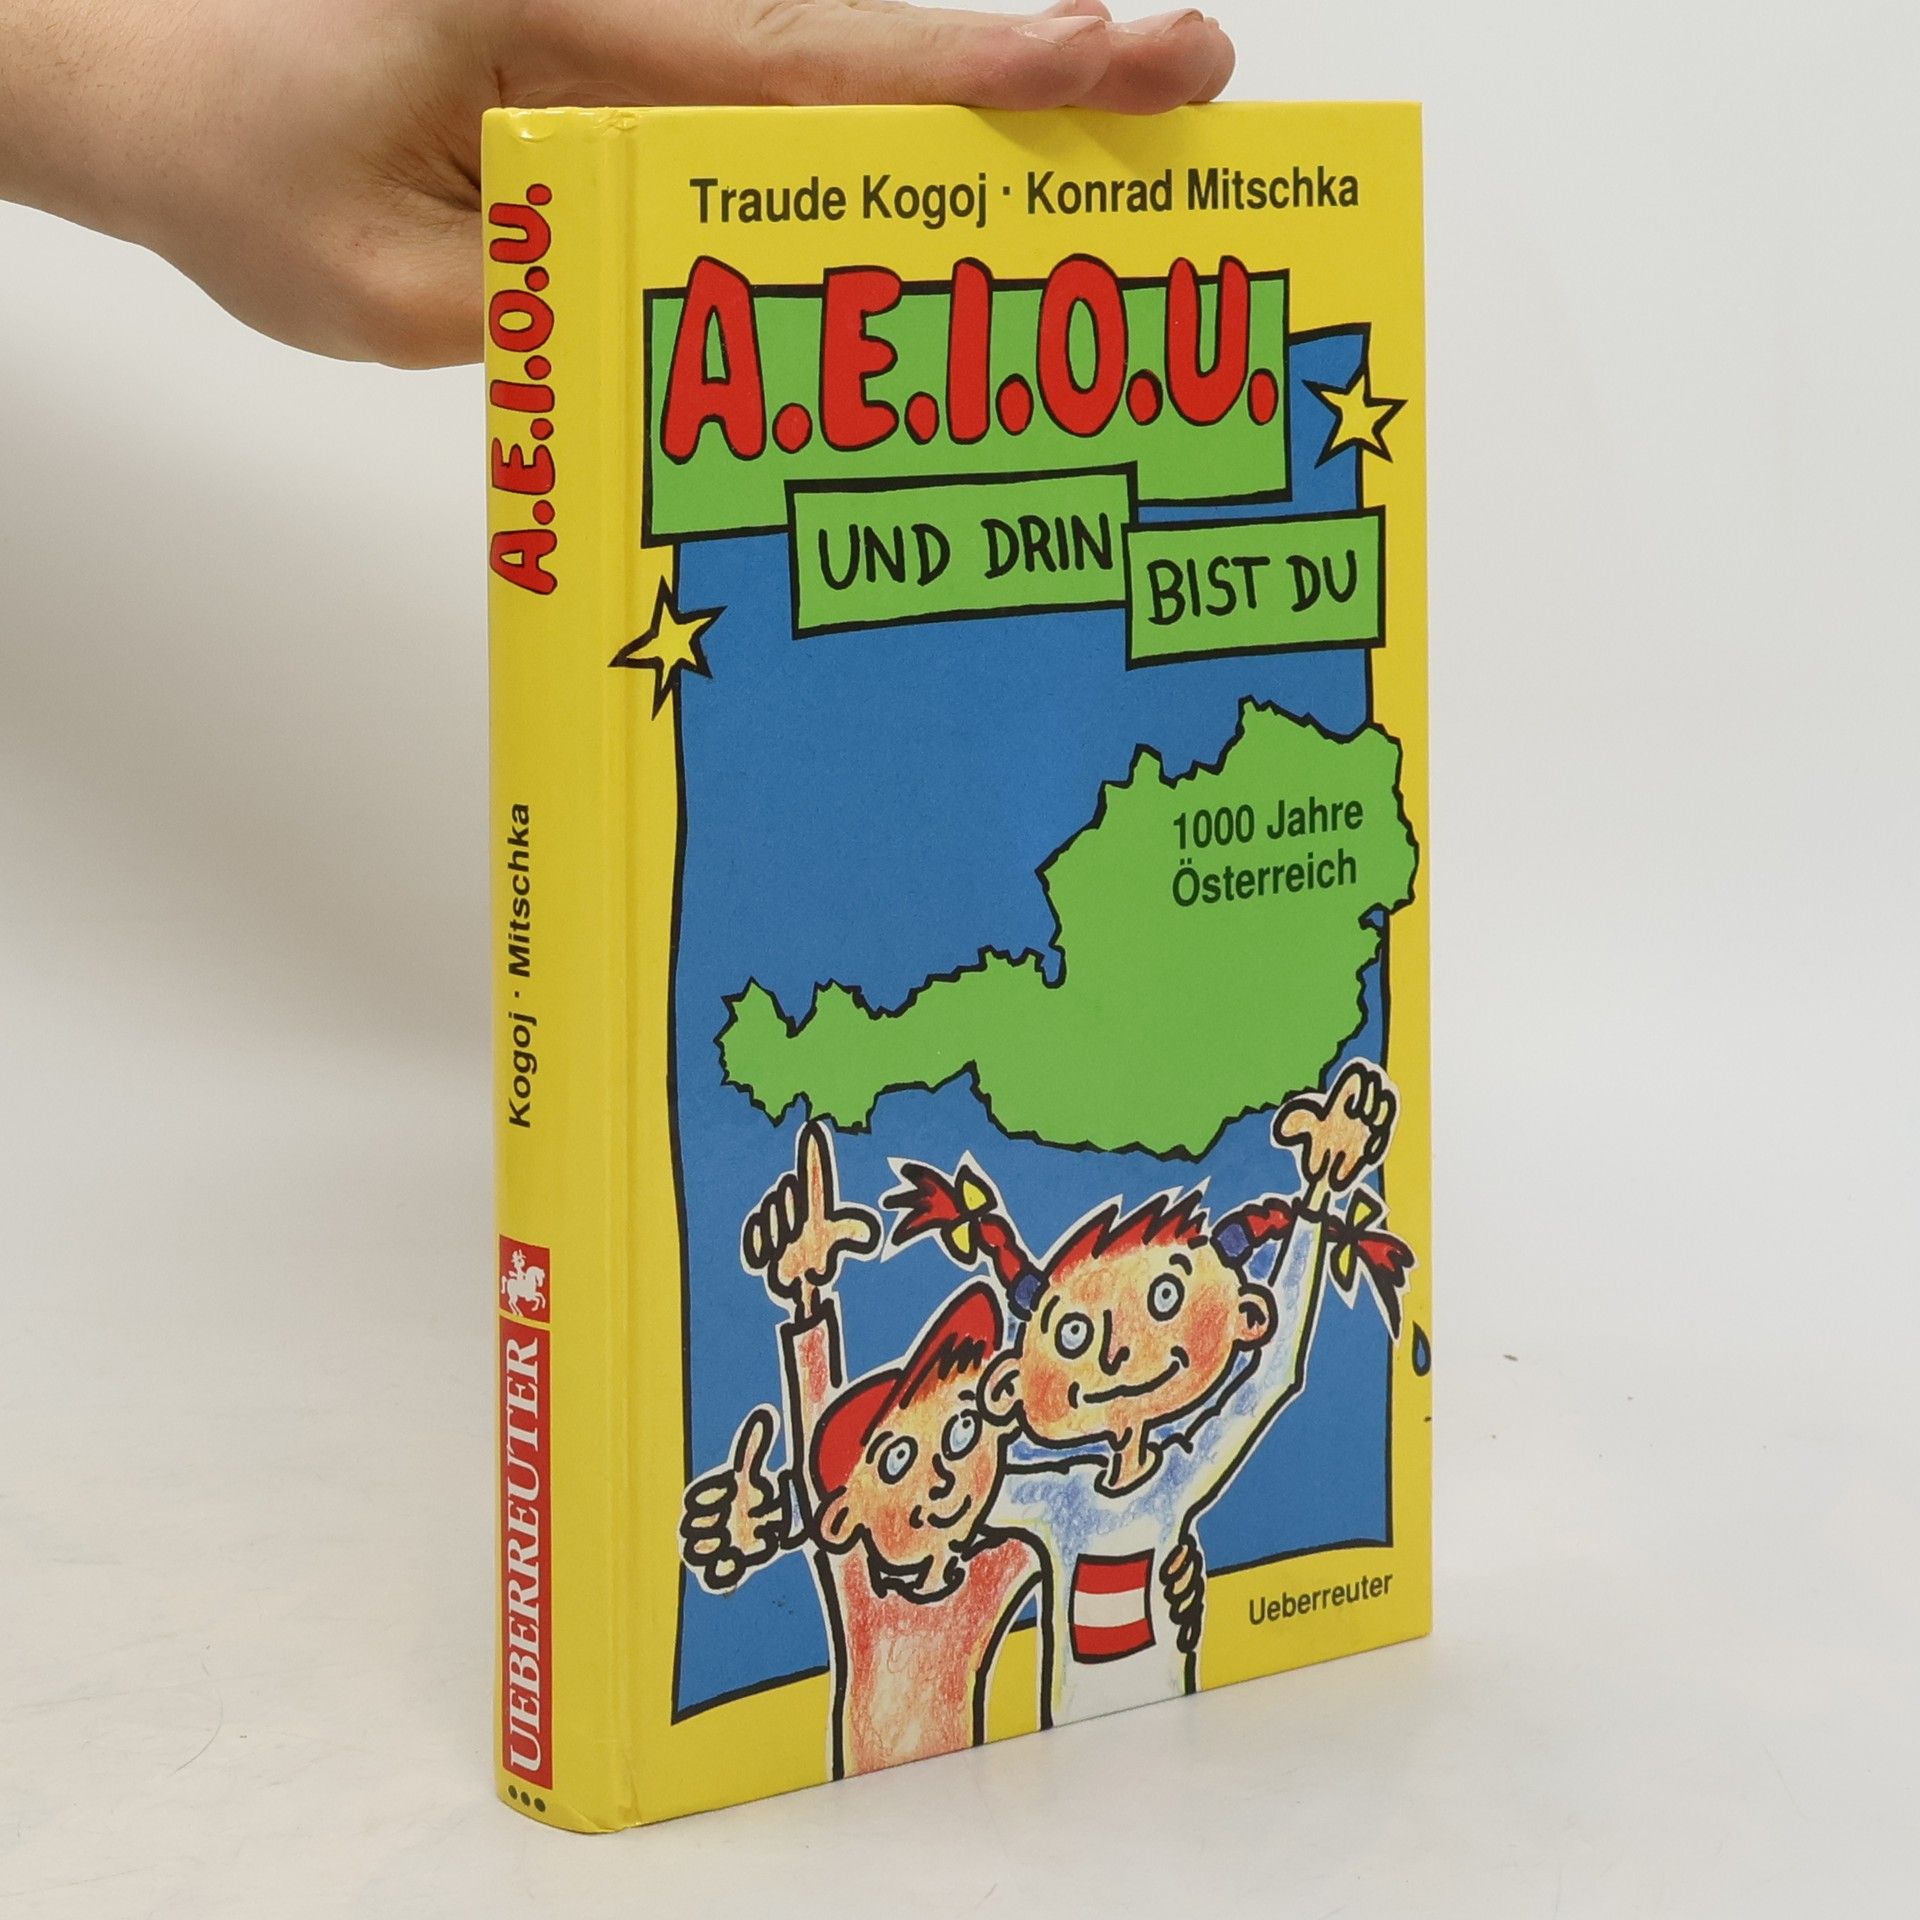 Traude Kogoj · Konrad Mitschka
A.E.I.O.U.
UND DRIN
BIST DU
1000 Jahre
Österreich
Ueberreuter
A.E.I.O.U.
Kogoj · Mitschka
UEBERREUTER